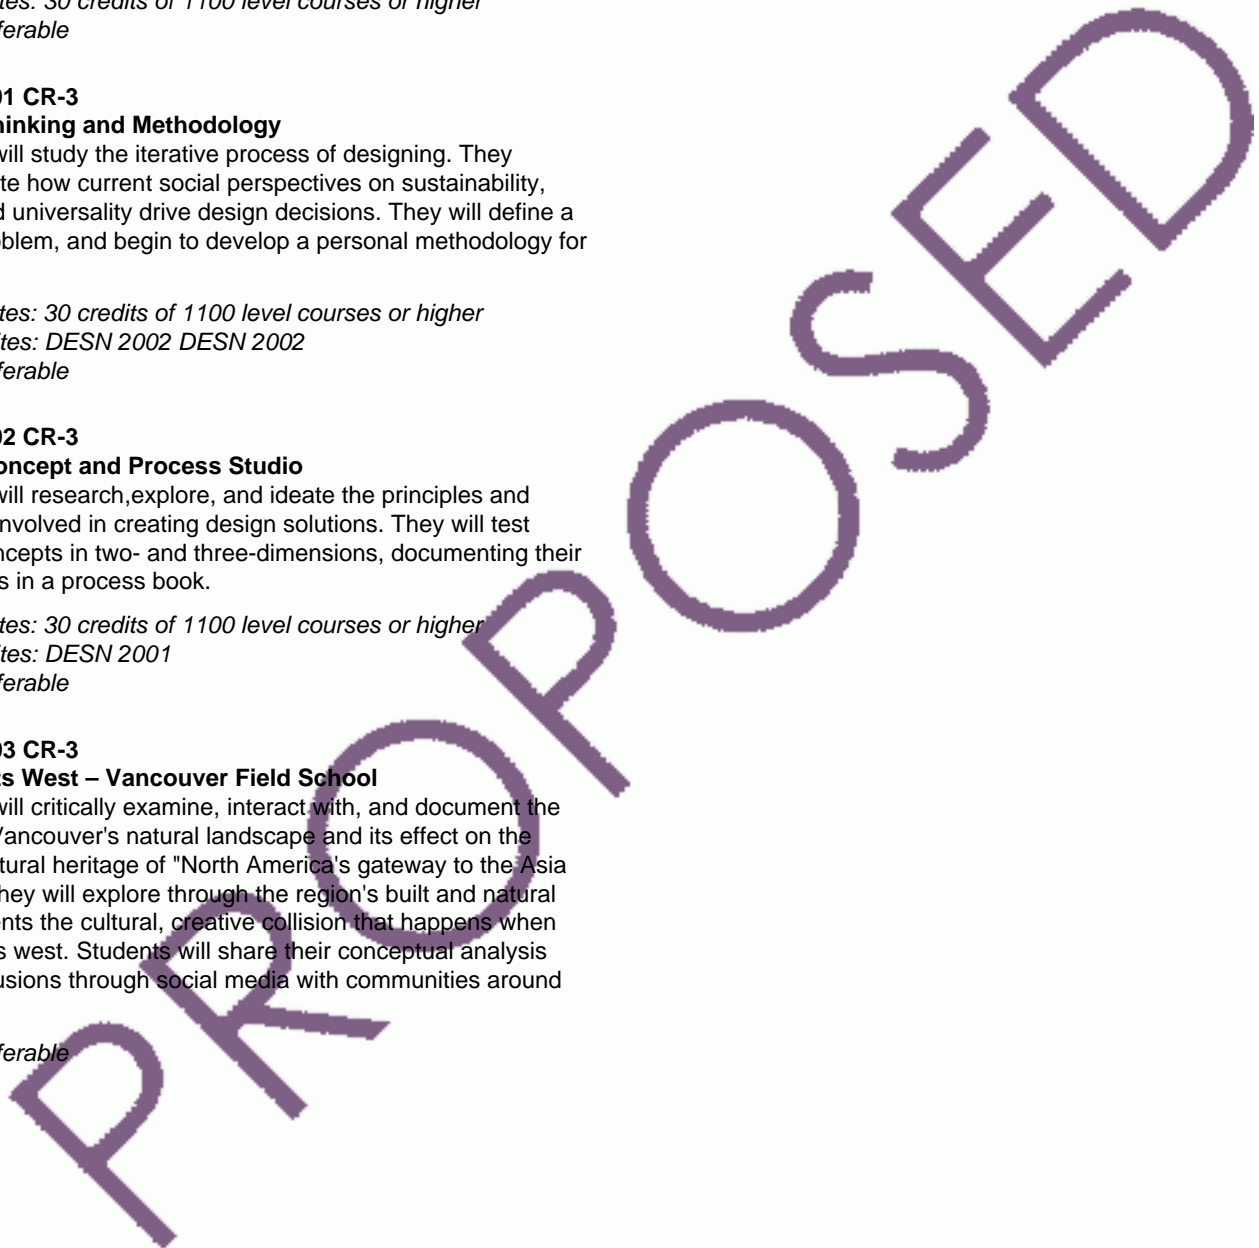 tes: 30 credits of 1100 level courses or higher
ferable
01 CR-3
hinking and Methodology
will study the iterative process of designing. They
te how current social perspectives on sustainability,
d universality drive design decisions. They will define a
oblem, and begin to develop a personal methodology for
tes: 30 credits of 1100 level courses or higher
ites: DESN 2002 DESN 2002
ferable
02 CR-3
oncept and Process Studio
will research,explore, and ideate the principles and
nvolved in creating design solutions. They will test
ncepts in two- and three-dimensions, documenting their
s in a process book.
tes: 30 credits of 1100 level courses or higher
ites: DESN 2001
ferable
03 CR-3
ts West – Vancouver Field School
will critically examine, interact with, and document the
Vancouver's natural landscape and its effect on the
tural heritage of "North America's gateway to the Asia
hey will explore through the region's built and natural
ents the cultural, creative collision that happens when
s west. Students will share their conceptual analysis
usions through social media with communities around
ferable
PROPOSED